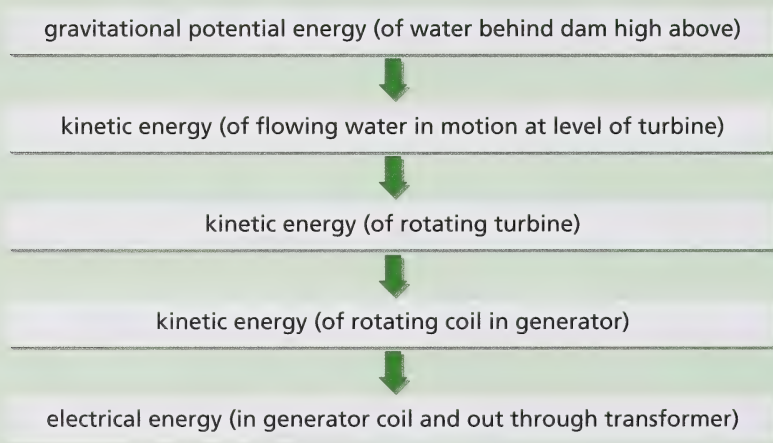 gravitational potential energy (of water behind dam high above)
kinetic energy (of flowing water in motion at level of turbine)
kinetic energy (of rotating turbine)
kinetic energy (of rotating coil in generator)
electrical energy (in generator coil and out through transformer)